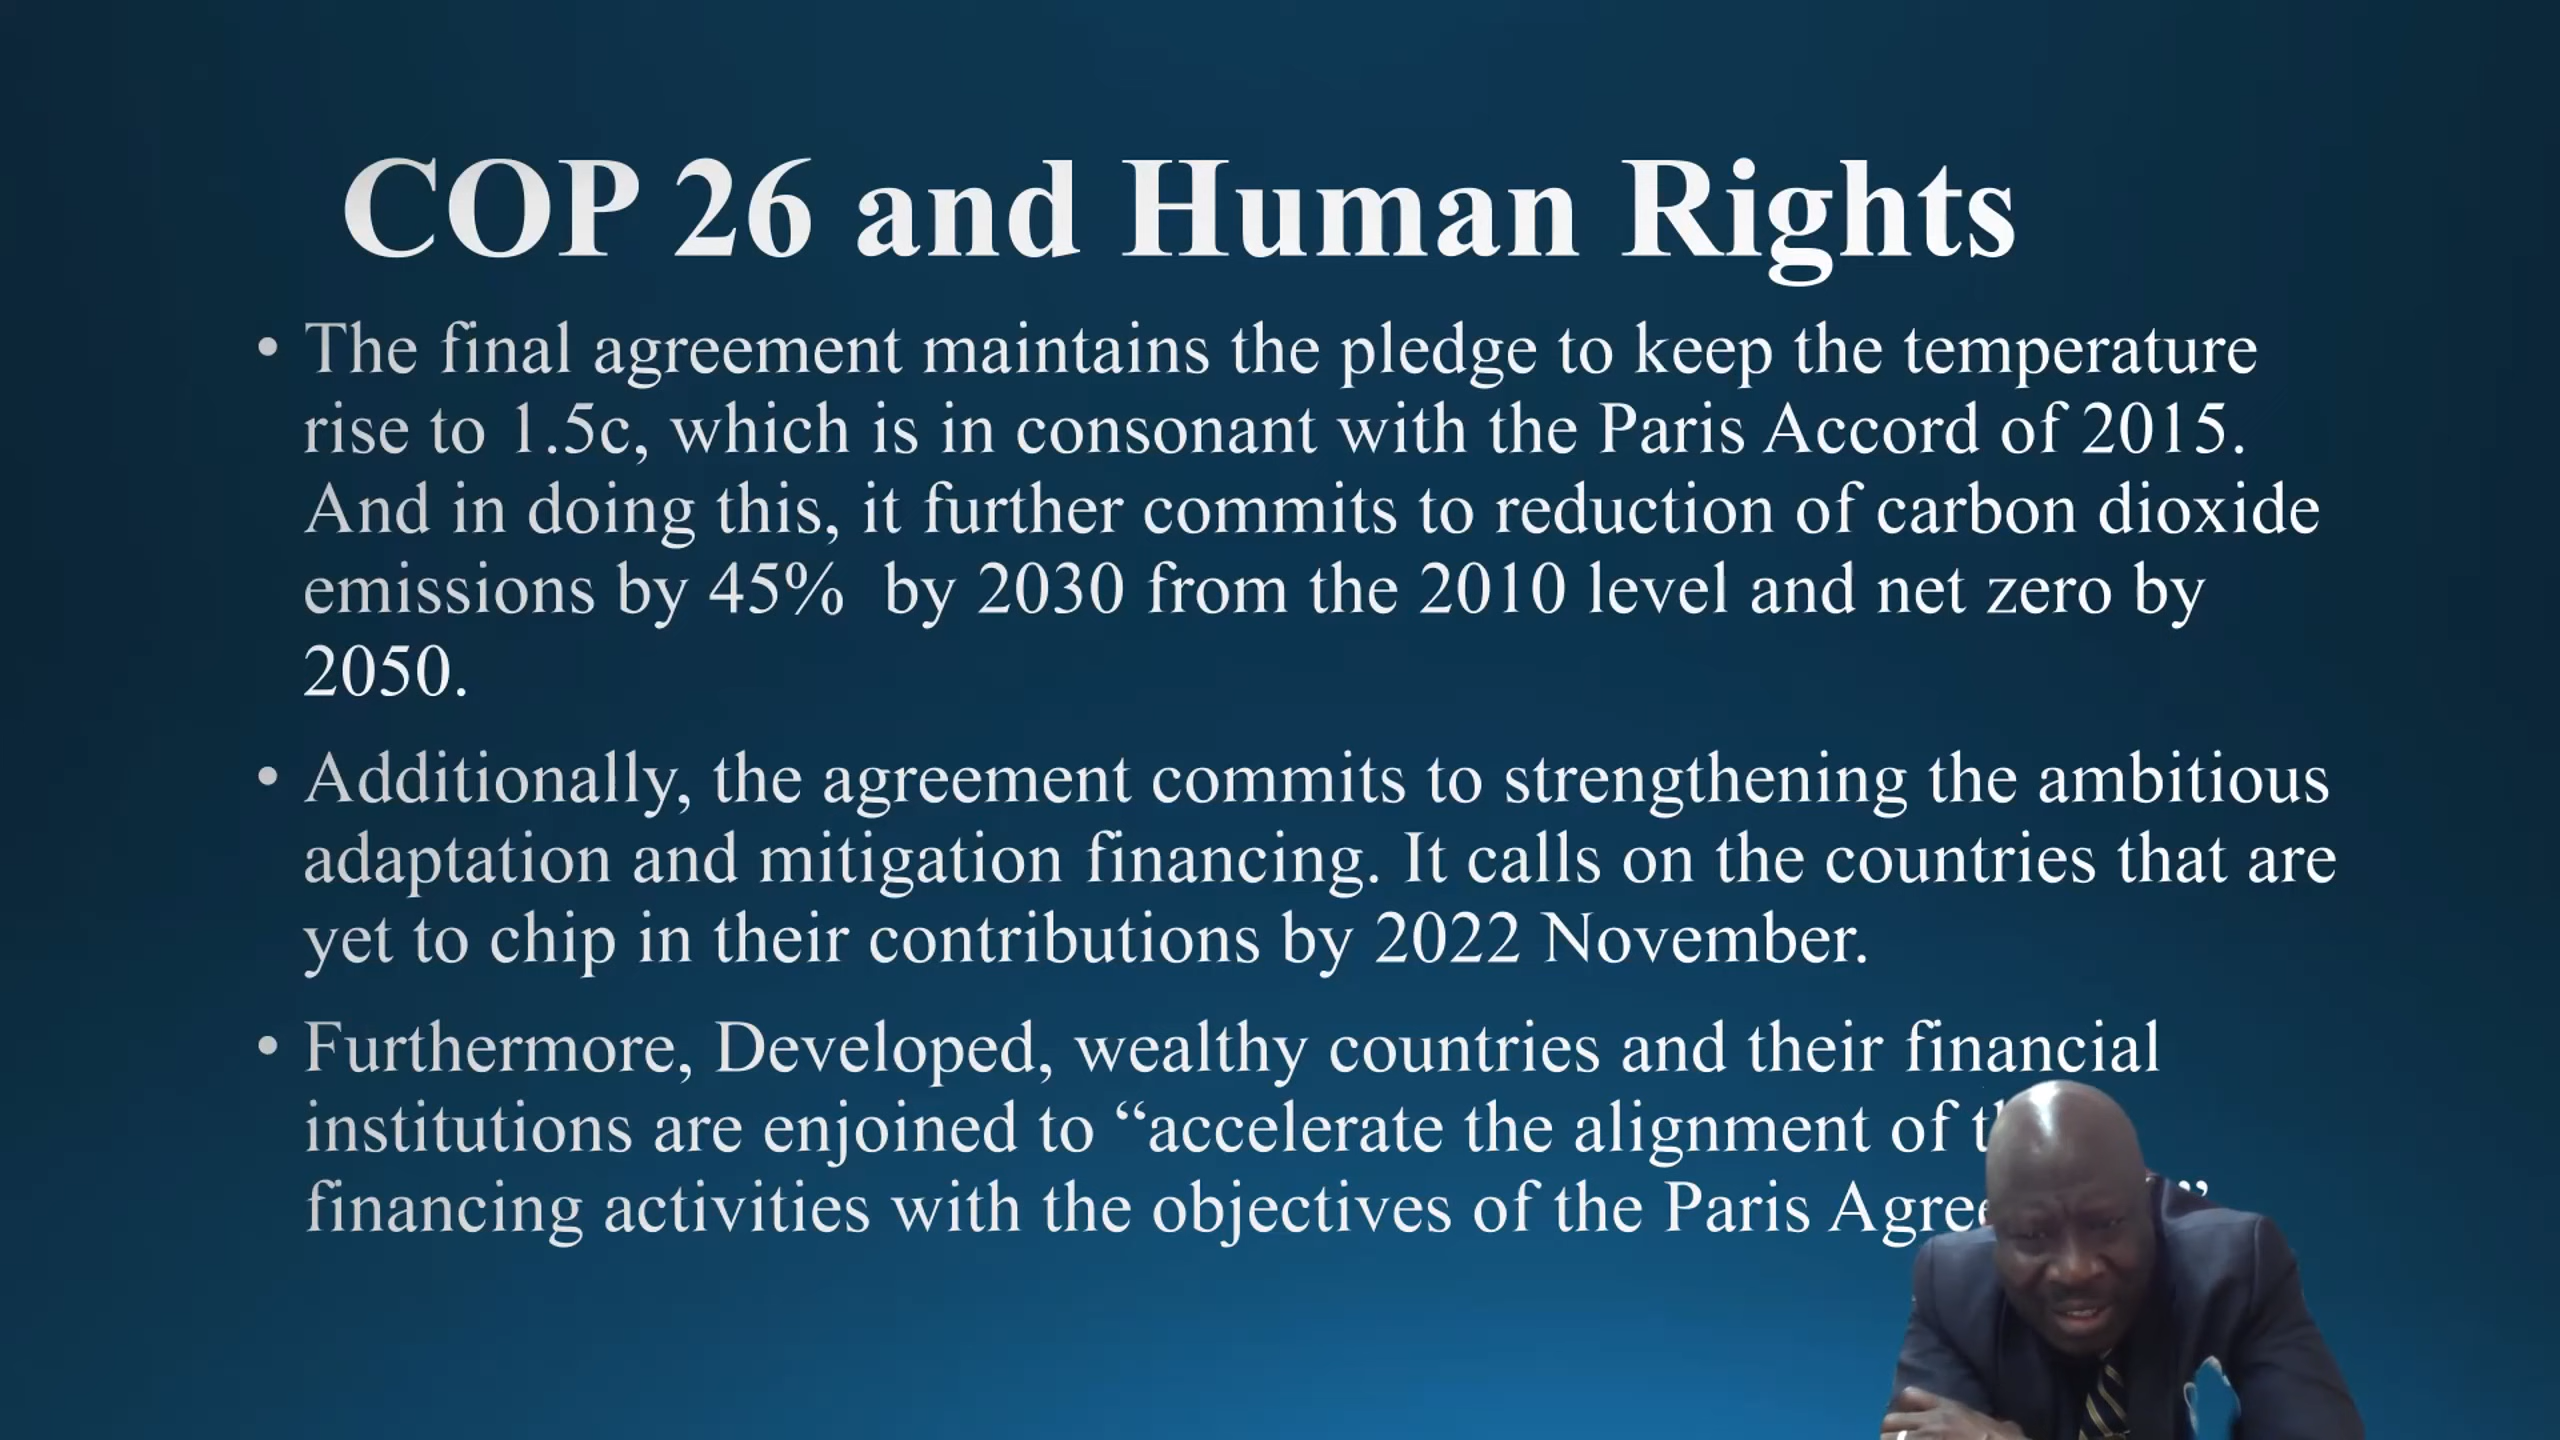 COP 26 and Human Rights
• The final agreement maintains the pledge to keep the temperature
rise to 1.5c, which is in consonant with the Paris Accord of 2015.
And in doing this, it further commits to reduction of carbon dioxide
emissions by 45%  by 2030 from the 2010 level and net zero by
2050.
• Additionally, the agreement commits to strengthening the ambitious
adaptation and mitigation financing. It calls on the countries that are
yet to chip in their contributions by 2022 November.
• Furthermore, Developed, wealthy countries and their financial
institutions are enjoined to “accelerate the alignment of
financing activities with the objectives of the Paris ”